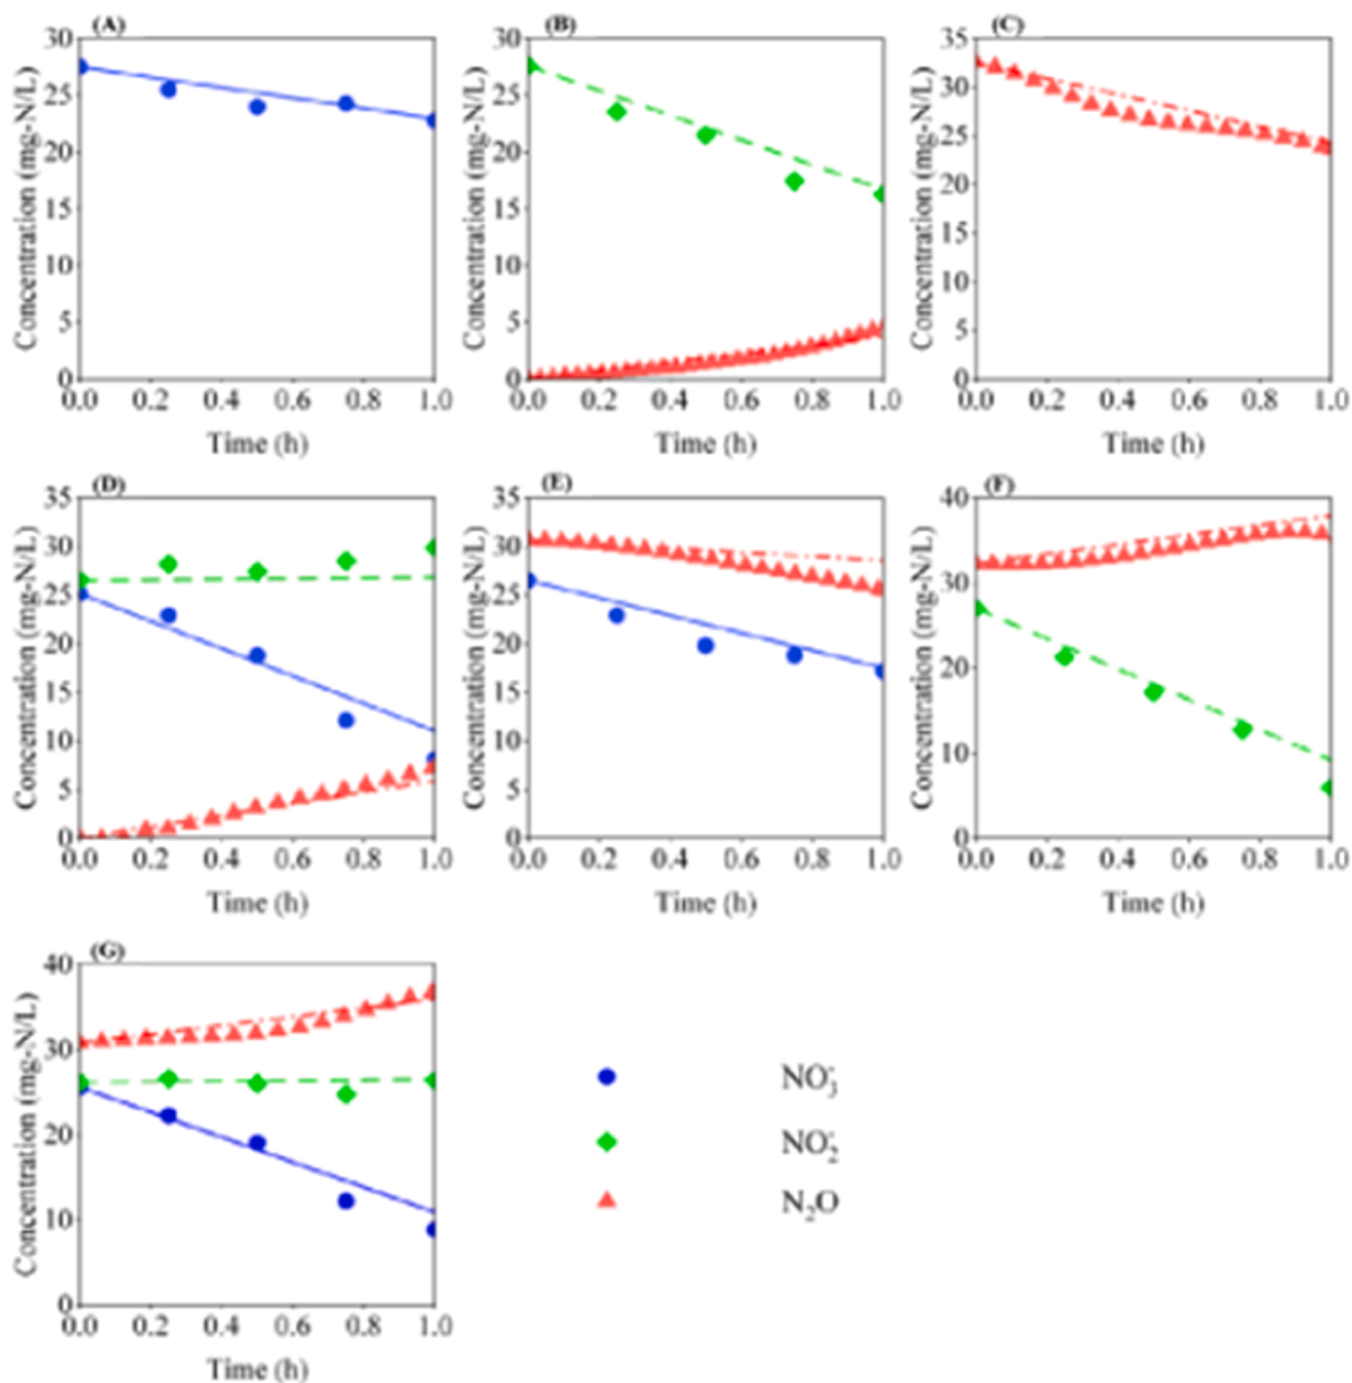 (A) (B) (C)
30 30 35
25 25 30
20 20 25
15 15 20
10 10 15
5 5 10
0 0 5
0
Concentration (mg-N/L) Concentration (mg-N/L) Concentration (mg-N/L)
0.0 0.2 0.4 0.6 0.8 1.0 0.0 0.2 0.4 0.6 0.8 1.0 0.0 0.2 0.4 0.6 0.8 1.0
Time (h) Time (h) Time (h)
(D) (E) (F)
35 35 40
30 30 30
25 25 20
20 20 10
15 15 0
10 10
5 5
0 0
Concentration (mg-N/L) Concentration (mg-N/L) Concentration (mg-N/L)
0.0 0.2 0.4 0.6 0.8 1.0 0.0 0.2 0.4 0.6 0.8 1.0 0.0 0.2 0.4 0.6 0.8 1.0
Time (h) Time (h) Time (h)
(G)
40
30
20
10
0
Concentration (mg-N/L)
0.0 0.2 0.4 0.6 0.8 1.0
Time (h)
NO₃⁻
NO₂⁻
N₂O